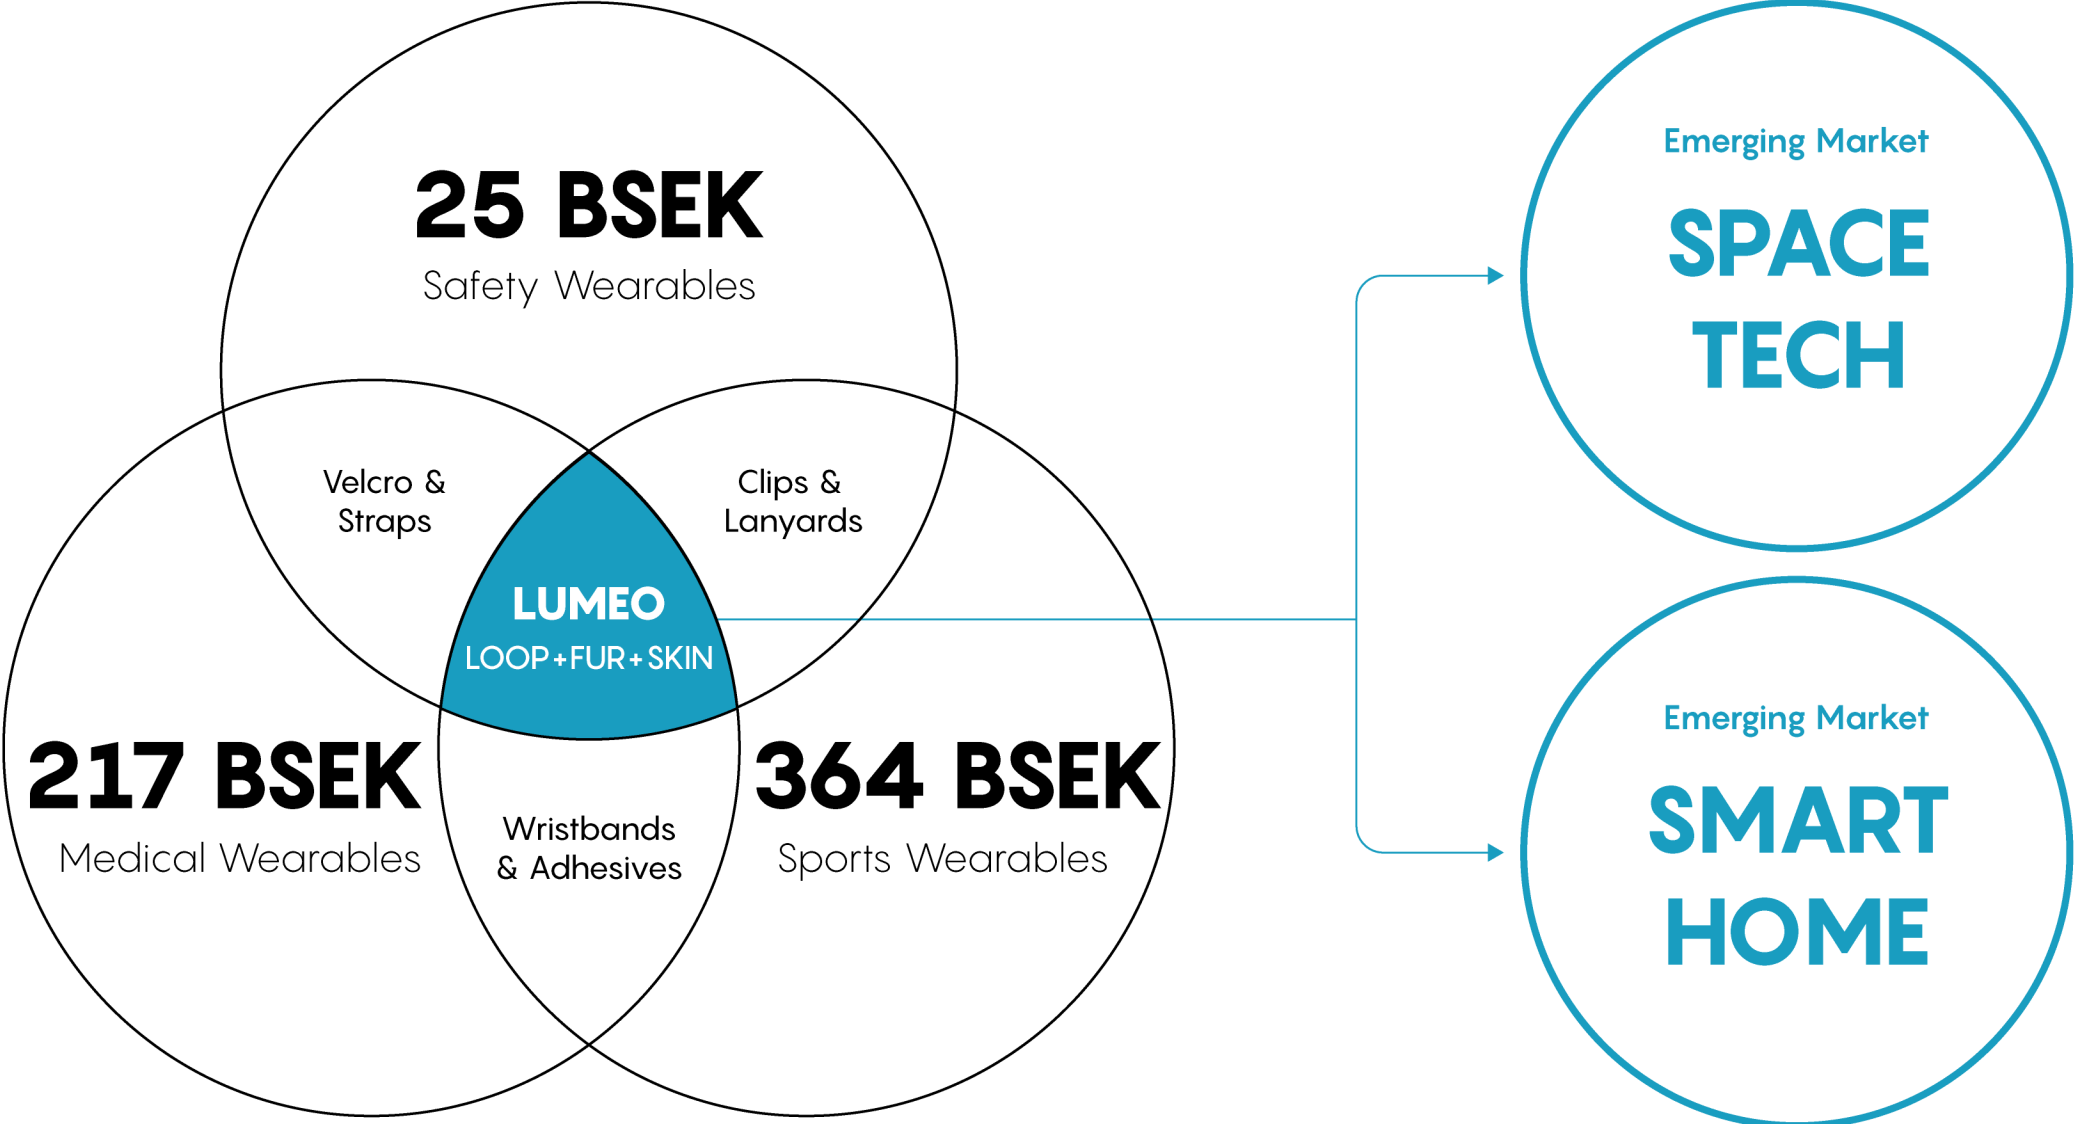 25 BSEK
Safety Wearables
Velcro &
Straps
Clips &
Lanyards
LUMEO
LOOP+FUR+SKIN
217 BSEK
Medical Wearables
Wristbands
& Adhesives
364 BSEK
Sports Wearables
Emerging Market
SPACE
TECH
Emerging Market
SMART
HOME